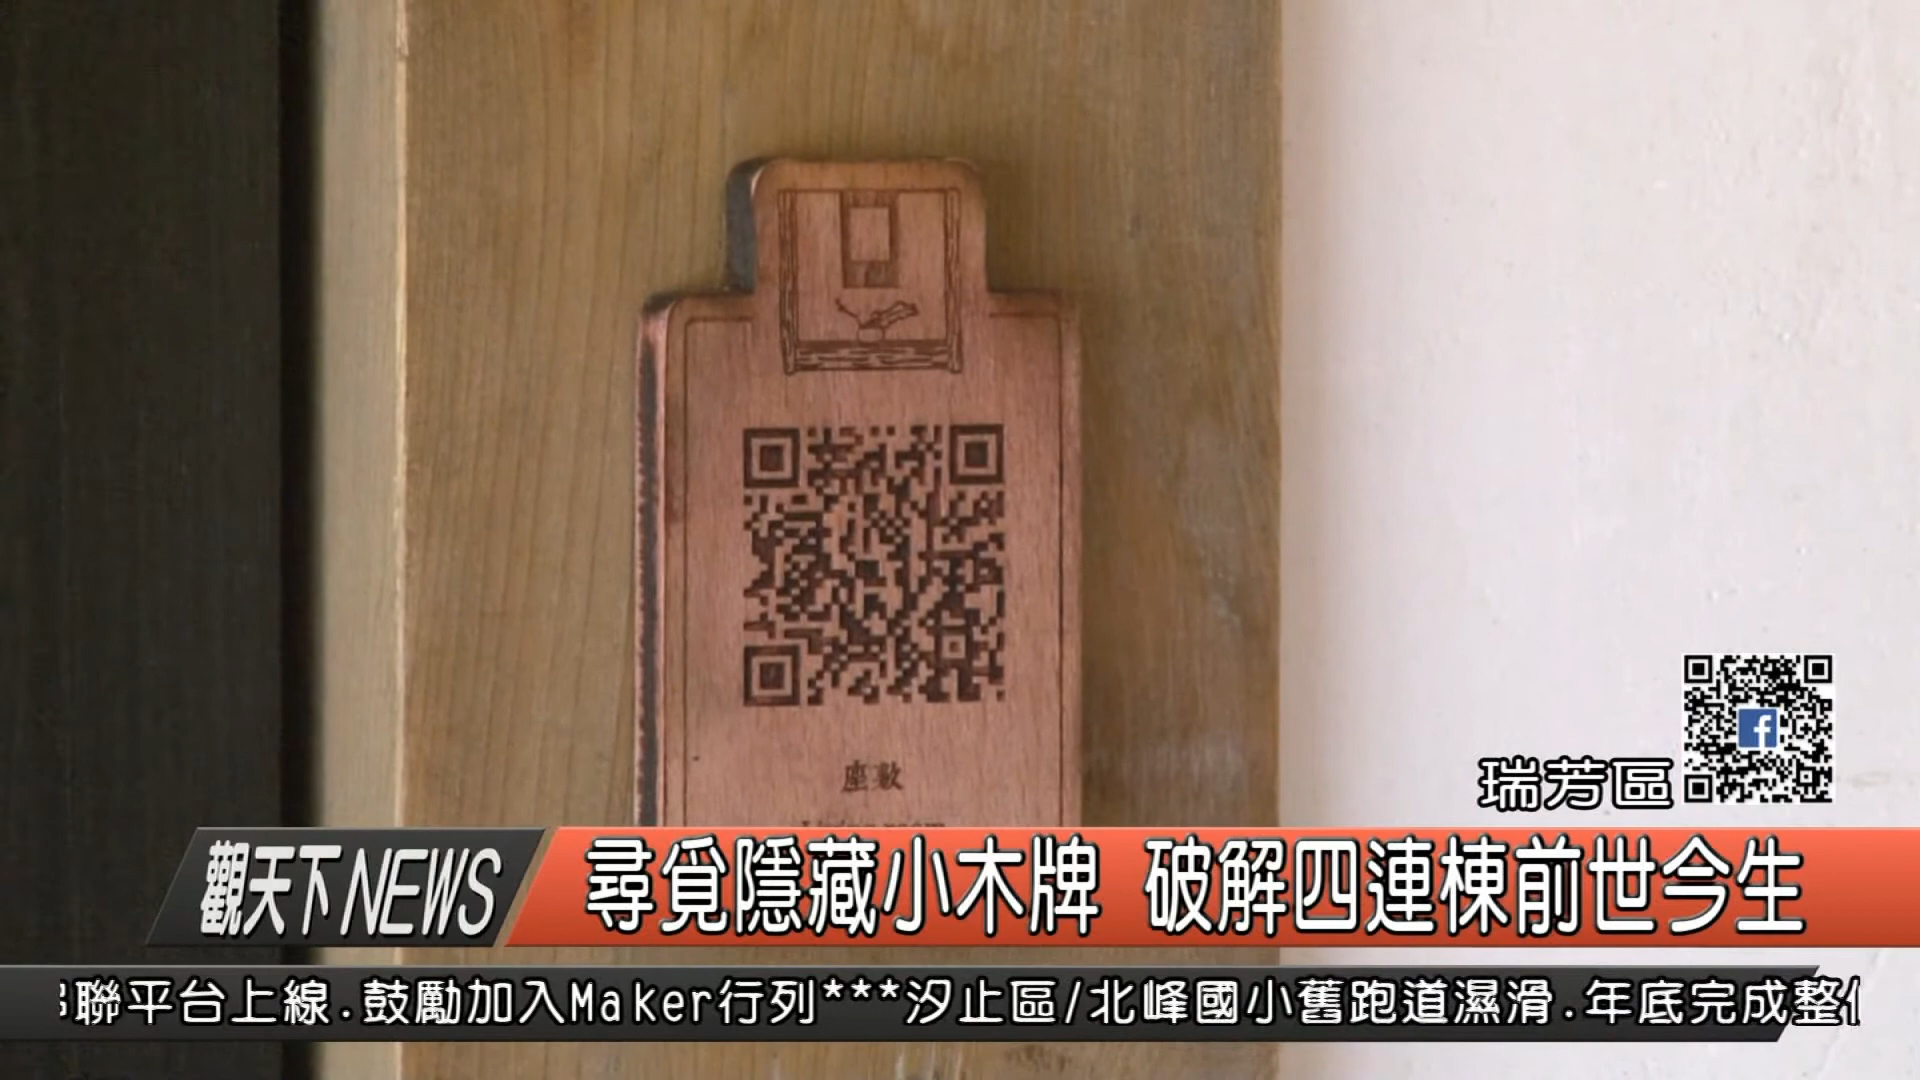 座敷
瑞芳區
觀天下NEWS
尋覓隱藏小木牌 破解四連棟前世今生
聯平台上線.鼓勵加入Maker行列***汐止區/北峰國小舊跑道濕滑.年底完成整